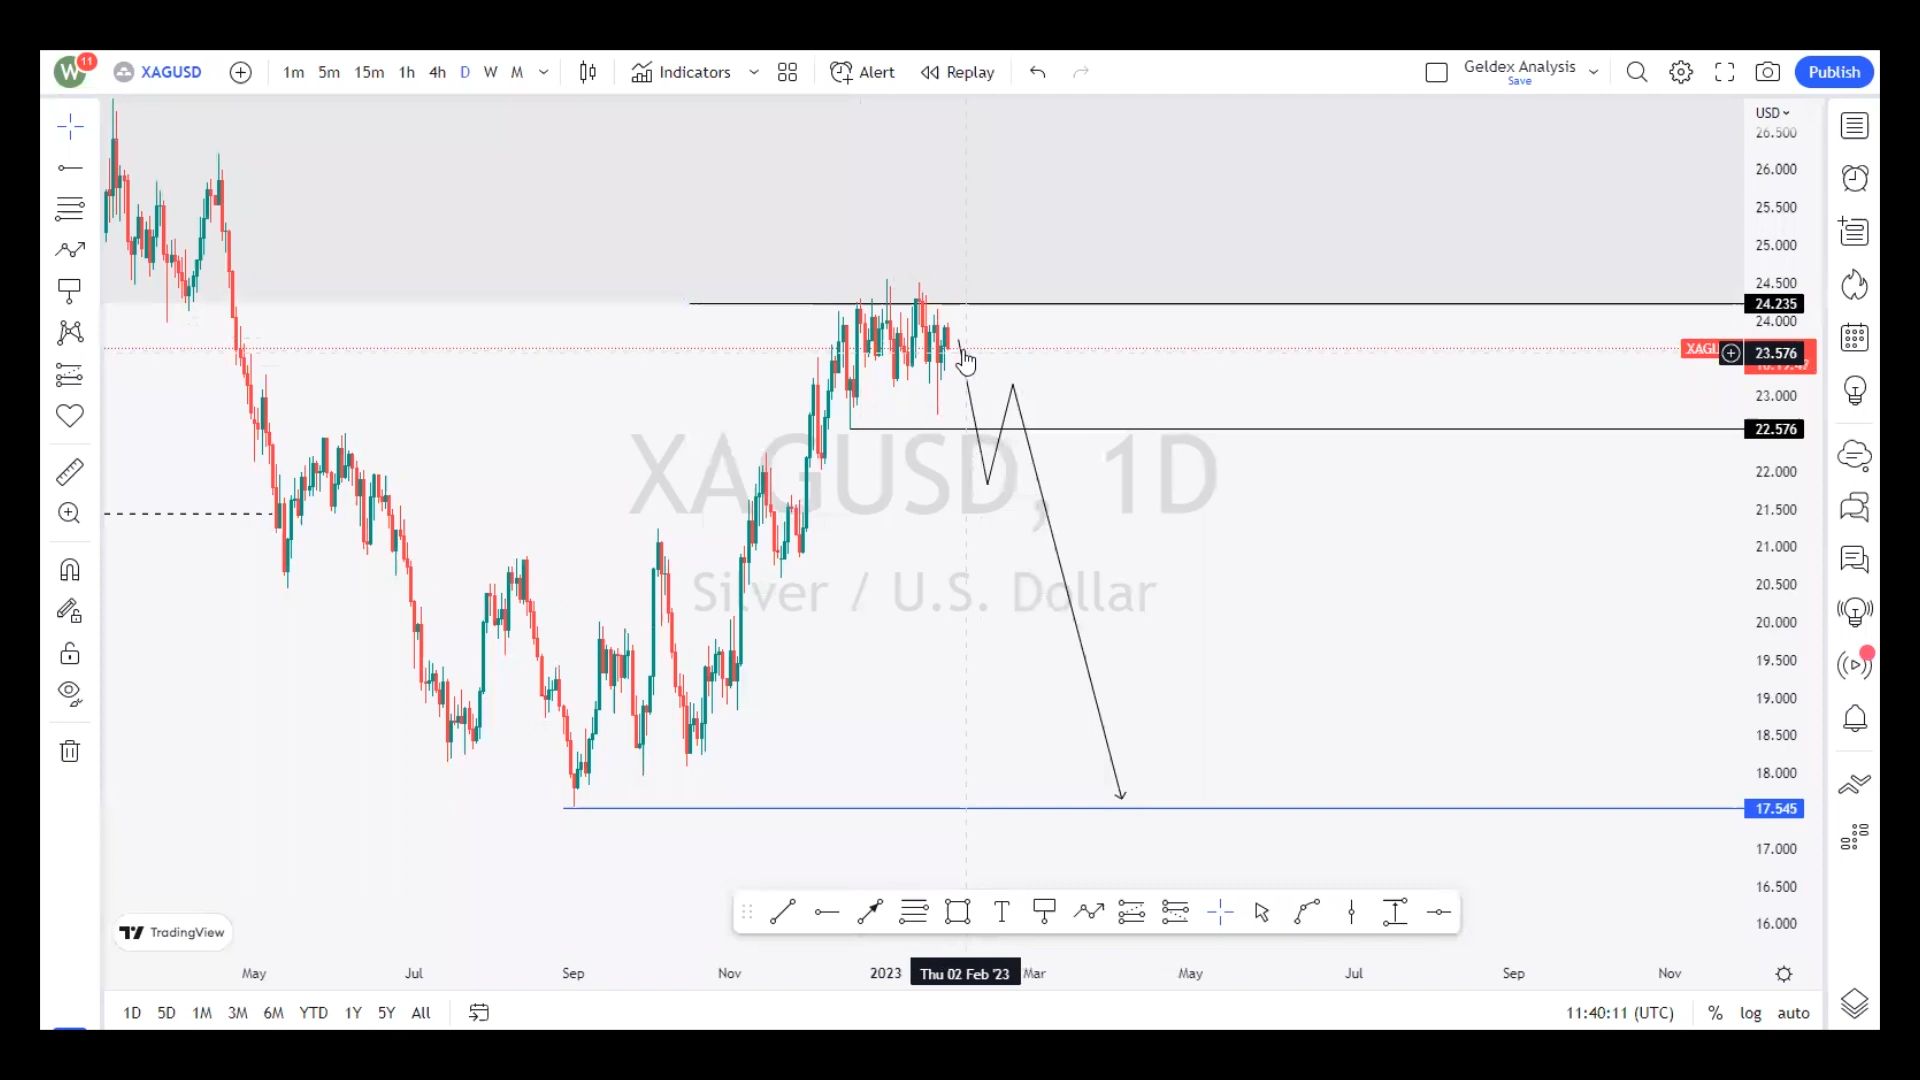 W 11 XAGUSD 1m 5m 15m 1h 4h D W M Indicators Alert Replay Geldex Analysis Save Publish
USD
26.500
26.000
25.500
25.000
24.500
24.235
24.000
XAGU 23.576
23.000
22.576
22.000
21.500
21.000
20.500
20.000
19.500
19.000
18.500
18.000
17.545
17.000
16.500
16.000
XAGUSD, 1D
Silver / U.S. Dollar
T
TradingView
May Jul Sep Nov 2023 Thu 02 Feb '23 Mar May Jul Sep Nov
1D 5D 1M 3M 6M YTD 1Y 5Y All 11:40:11 (UTC) % log auto